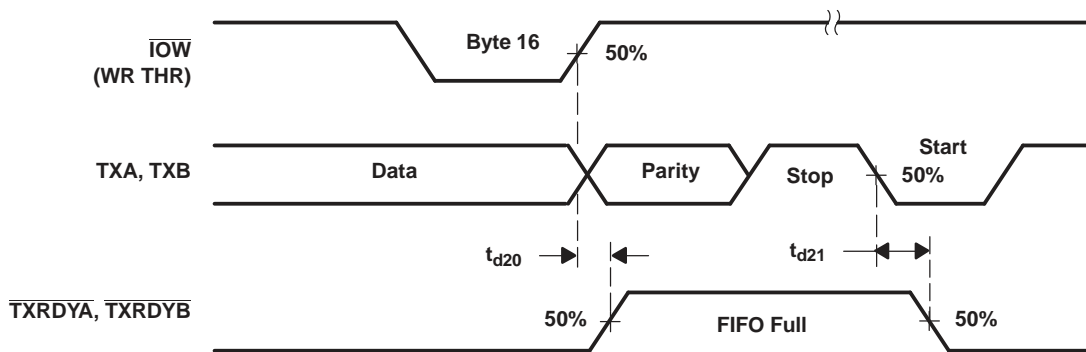 IOW
(WR THR)
Byte 16
50%
TXA, TXB
Data
Parity
Stop
Start
50%
td20
td21
TXRDYA, TXRDYB
50%
FIFO Full
50%